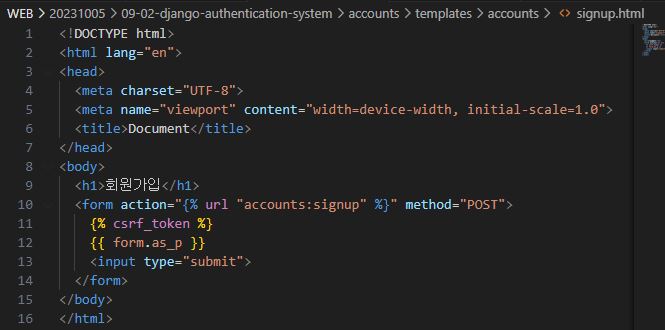 WEB > 20231005 > 09-02-django-authentication-system > accounts > templates > accounts > <> signup.html
1 <!DOCTYPE html>
2 <html lang="en">
3 <head>
4 <meta charset="UTF-8">
5 <meta name="viewport" content="width=device-width, initial-scale=1.0">
6 <title>Document</title>
7 </head>
8 <body>
9 <h1>회원가입</h1>
10 <form action="{% url "accounts:signup" %}" method="POST">
11 {% csrf_token %}
12 {{ form.as_p }}
13 <input type="submit">
14 </form>
15 </body>
16 </html>